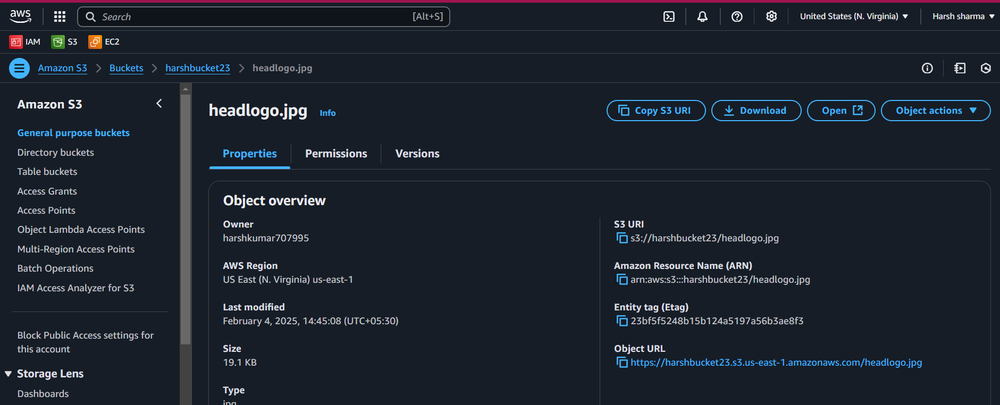 aws
Search [Alt+S]
United States (N. Virginia)
Harsh sharma
IAM
S3
EC2
Amazon S3
Buckets
harshbucket23
headlogo.jpg
Amazon S3
General purpose buckets
Directory buckets
Table buckets
Access Grants
Access Points
Object Lambda Access Points
Multi-Region Access Points
Batch Operations
IAM Access Analyzer for S3
Block Public Access settings for
this account
Storage Lens
Dashboards
headlogo.jpg
Info
Copy S3 URI
Download
Open
Object actions
Properties
Permissions
Versions
Object overview
Owner
harshkumar707995
AWS Region
US East (N. Virginia) us-east-1
Last modified
February 4, 2025, 14:45:08 (UTC+05:30)
Size
19.1 KB
Type
jpg
S3 URI
s3://harshbucket23/headlogo.jpg
Amazon Resource Name (ARN)
arn:aws:s3:::harshbucket23/headlogo.jpg
Entity tag (Etag)
23bf5f5248b15b124a5197a56b3ae8f3
Object URL
https://harshbucket23.s3.us-east-1.amazonaws.com/headlogo.jpg